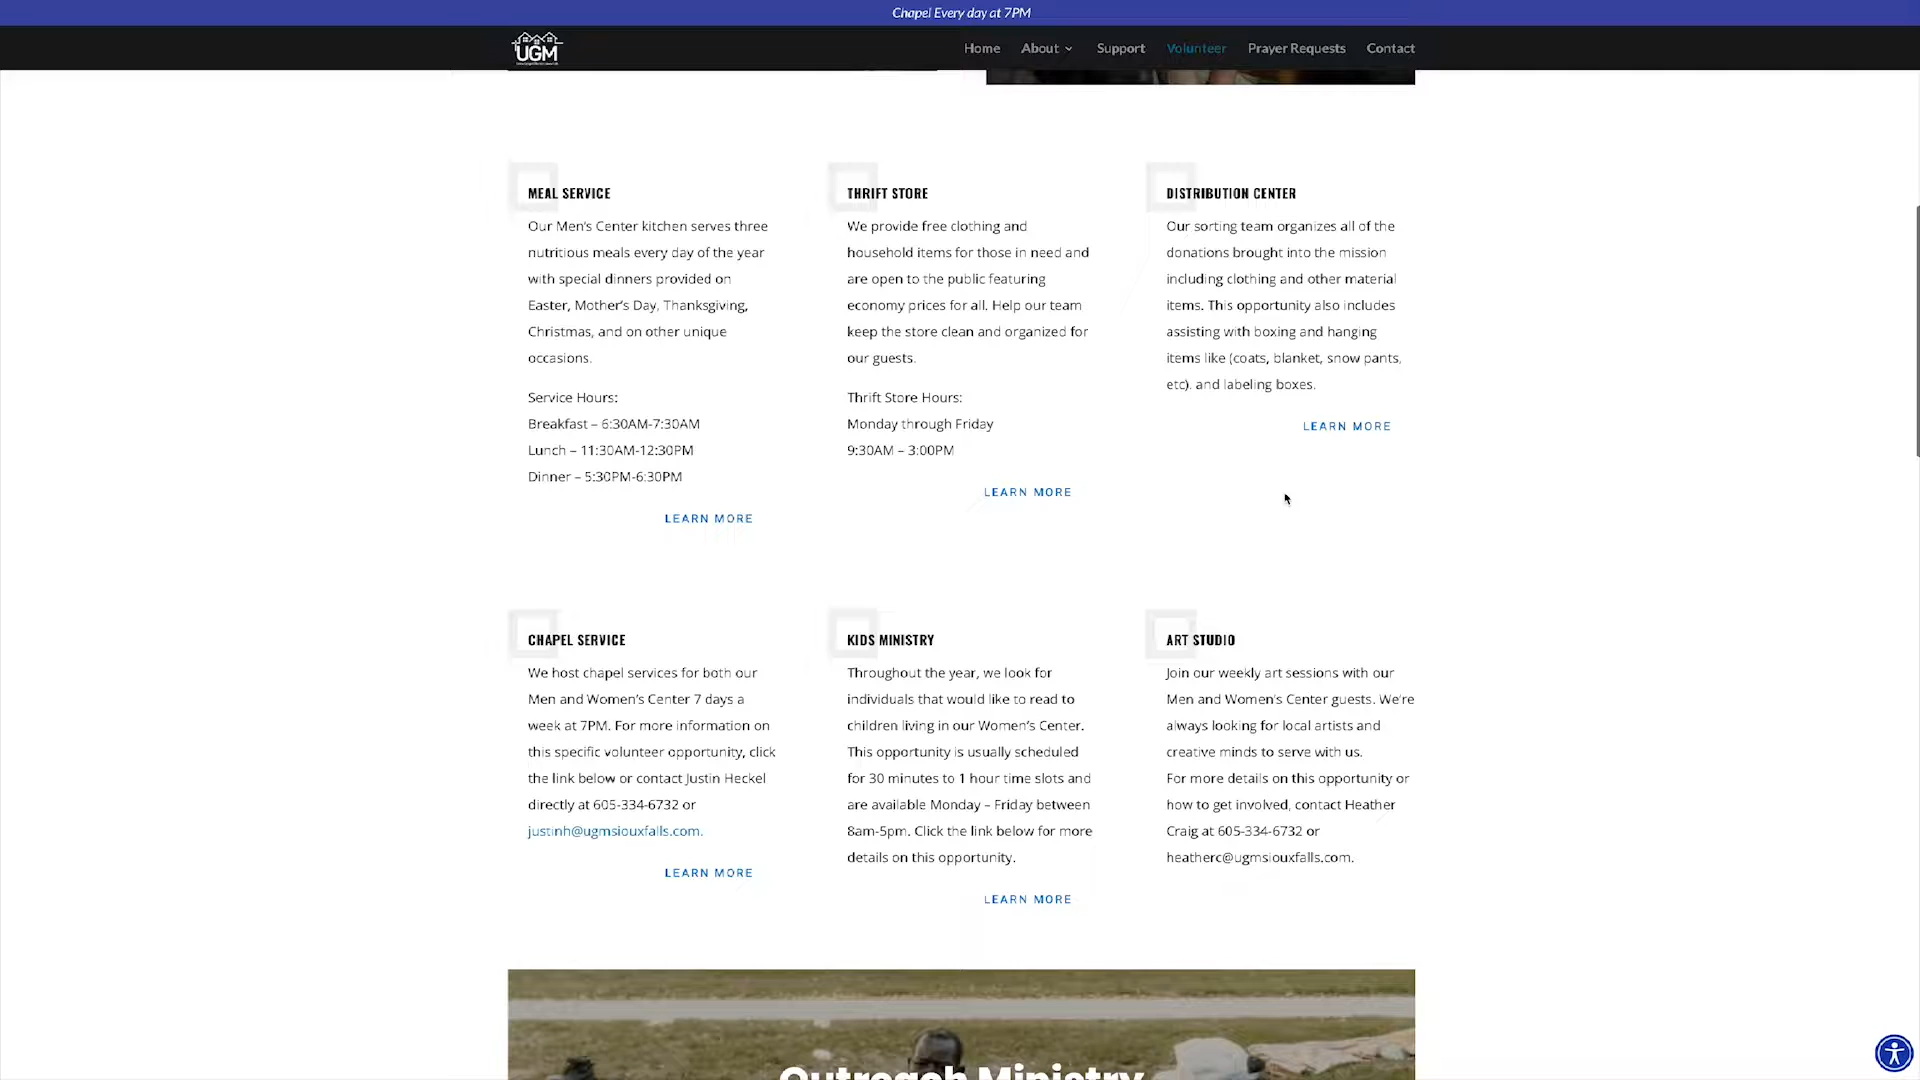 Chapel Every day at 7PM
UGM
Home
About
Support
Volunteer
Prayer Requests
Contact
MEAL SERVICE
Our Men's Center kitchen serves three
nutritious meals every day of the year
with special dinners provided on
Easter, Mother's Day, Thanksgiving,
Christmas, and on other unique
occasions.
Service Hours:
Breakfast – 6:30AM-7:30AM
Lunch – 11:30AM-12:30PM
Dinner – 5:30PM-6:30PM
LEARN MORE
THRIFT STORE
We provide free clothing and
household items for those in need and
are open to the public featuring
economy prices for all. Help our team
keep the store clean and organized for
our guests.
Thrift Store Hours:
Monday through Friday
9:30AM – 3:00PM
LEARN MORE
DISTRIBUTION CENTER
Our sorting team organizes all of the
donations brought into the mission
including clothing and other material
items. This opportunity also includes
assisting with boxing and hanging
items like (coats, blanket, snow pants,
etc). and labeling boxes.
LEARN MORE
CHAPEL SERVICE
We host chapel services for both our
Men and Women's Center 7 days a
week at 7PM. For more information on
this specific volunteer opportunity, click
the link below or contact Justin Heckel
directly at 605-334-6732 or
justinh@ugmsiouxfalls.com.
LEARN MORE
KIDS MINISTRY
Throughout the year, we look for
individuals that would like to read to
children living in our Women's Center.
This opportunity is usually scheduled
for 30 minutes to 1 hour time slots and
are available Monday – Friday between
8am-5pm. Click the link below for more
details on this opportunity.
LEARN MORE
ART STUDIO
Join our weekly art sessions with our
Men and Women's Center guests. We're
always looking for local artists and
creative minds to serve with us.
For more details on this opportunity or
how to get involved, contact Heather
Craig at 605-334-6732 or
heatherc@ugmsiouxfalls.com.
Outreach Ministry